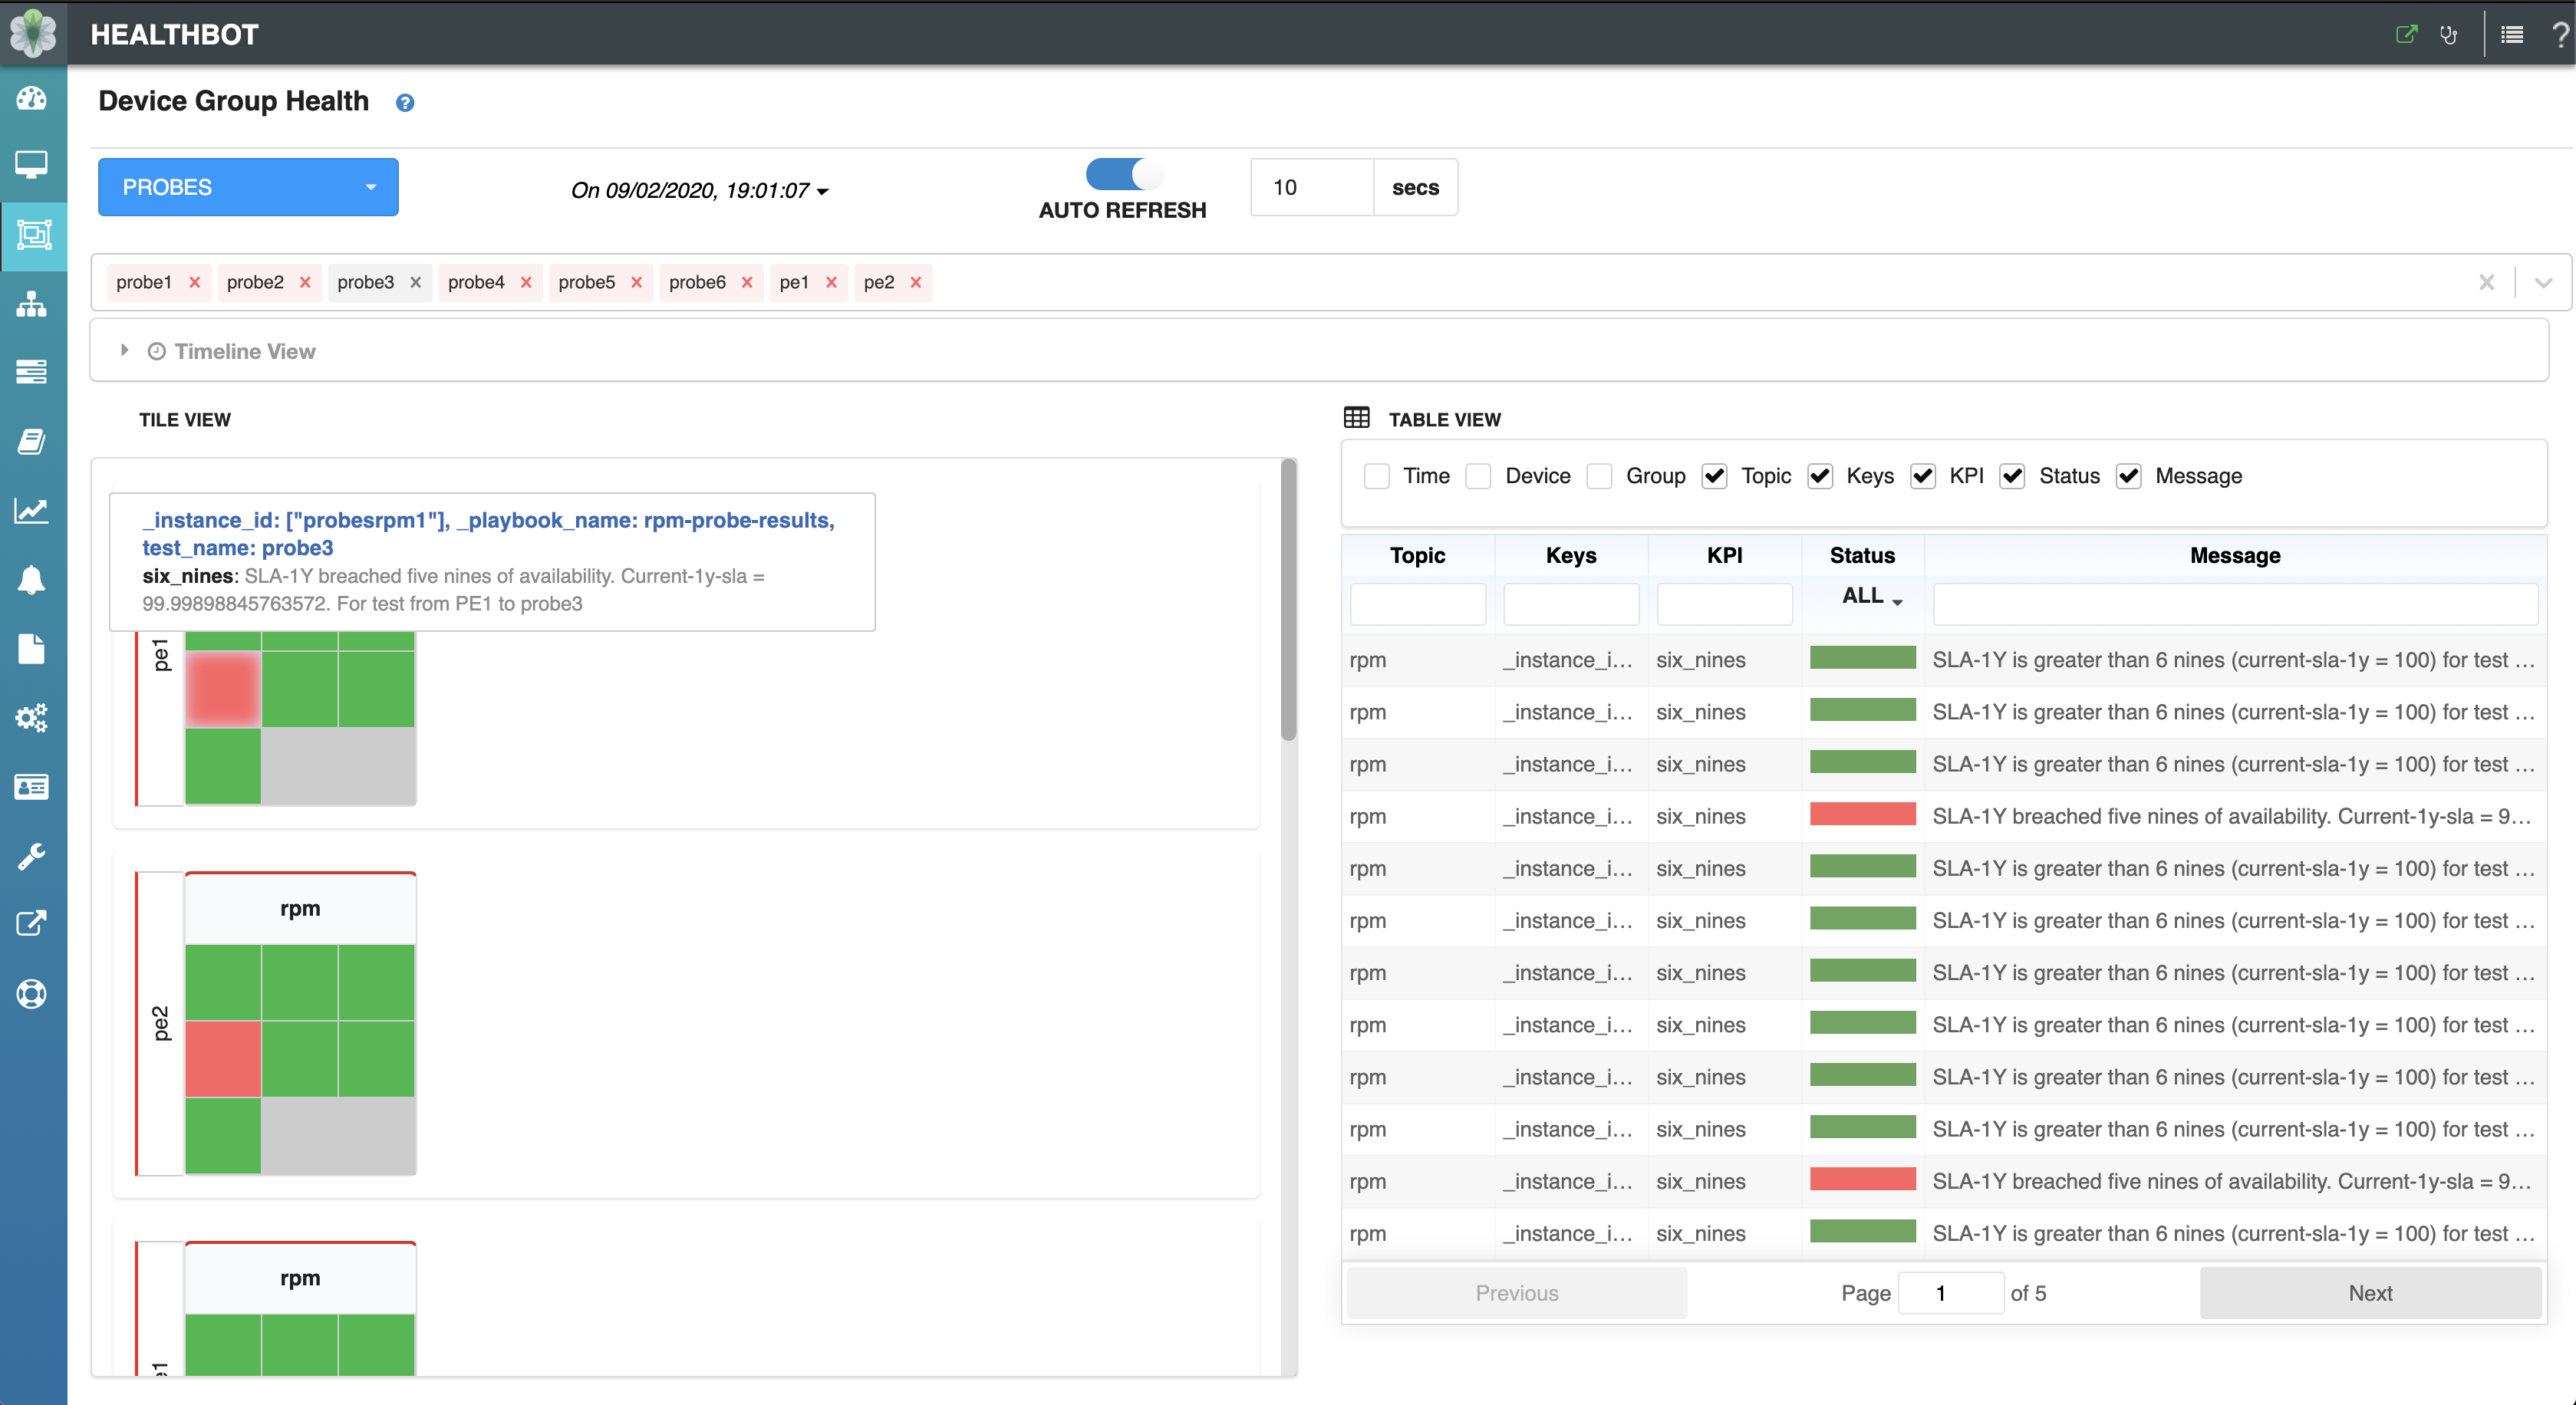 HEALTHBOT
?
Device Group Health ?
PROBES
On 09/02/2020, 19:01:07
AUTO REFRESH
10 secs
probe1 × probe2 × probe3 × probe4 × probe5 × probe6 × pe1 × pe2 ×
Timeline View
TILE VIEW
_instance_id: ["probesrpm1"], _playbook_name: rpm-probe-results,
test_name: probe3
six_nines: SLA-1Y breached five nines of availability. Current-1y-sla =
99.99898845763572. For test from PE1 to probe3
pe1
rpm
pe2
rpm
TABLE VIEW
Time Device Group Topic Keys KPI Status Message
Topic Keys KPI Status Message
ALL
rpm _instance_i... six_nines SLA-1Y is greater than 6 nines (current-sla-1y = 100) for test ...
rpm _instance_i... six_nines SLA-1Y is greater than 6 nines (current-sla-1y = 100) for test ...
rpm _instance_i... six_nines SLA-1Y is greater than 6 nines (current-sla-1y = 100) for test ...
rpm _instance_i... six_nines SLA-1Y breached five nines of availability. Current-1y-sla = 9...
rpm _instance_i... six_nines SLA-1Y is greater than 6 nines (current-sla-1y = 100) for test ...
rpm _instance_i... six_nines SLA-1Y is greater than 6 nines (current-sla-1y = 100) for test ...
rpm _instance_i... six_nines SLA-1Y is greater than 6 nines (current-sla-1y = 100) for test ...
rpm _instance_i... six_nines SLA-1Y is greater than 6 nines (current-sla-1y = 100) for test ...
rpm _instance_i... six_nines SLA-1Y is greater than 6 nines (current-sla-1y = 100) for test ...
rpm _instance_i... six_nines SLA-1Y is greater than 6 nines (current-sla-1y = 100) for test ...
rpm _instance_i... six_nines SLA-1Y breached five nines of availability. Current-1y-sla = 9...
rpm _instance_i... six_nines SLA-1Y is greater than 6 nines (current-sla-1y = 100) for test ...
Previous Page 1 of 5 Next